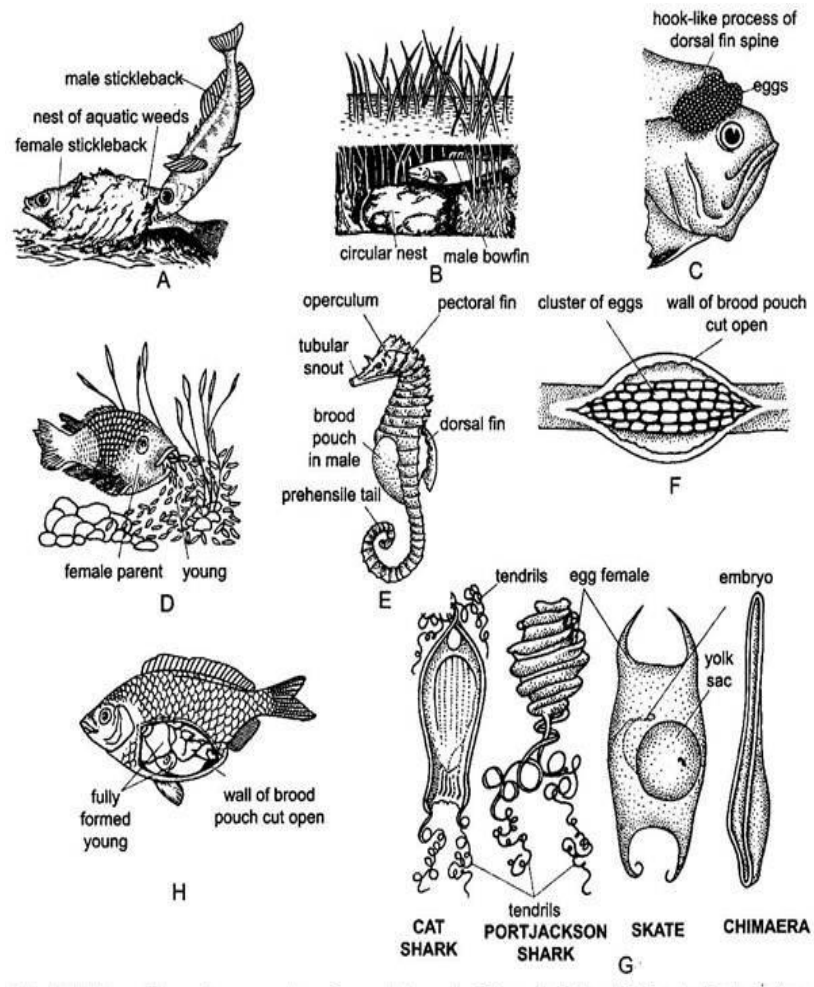 male stickleback
nest of aquatic weeds
female stickleback
A
circular nest
male bowfin
B
hook-like process of
dorsal fin spine
eggs
C
female parent
young
D
operculum
pectoral fin
tubular
snout
brood
pouch
in male
dorsal fin
prehensile tail
E
cluster of eggs
wall of brood pouch
cut open
F
fully
formed
young
wall of brood
pouch cut open
H
tendrils
egg female
embryo
yolk
sac
tendrils
CAT
SHARK
PORTJACKSON
SHARK
SKATE
CHIMAERA
G